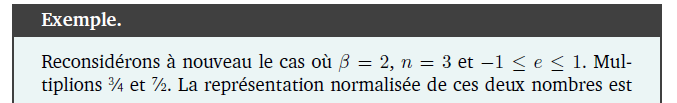 Exemple.
Reconsidérons à nouveau le cas où β = 2, n = 3 et −1 ≤ e ≤ 1. Mul-
tiplions ¾ et 7⁄2. La représentation normalisée de ces deux nombres est